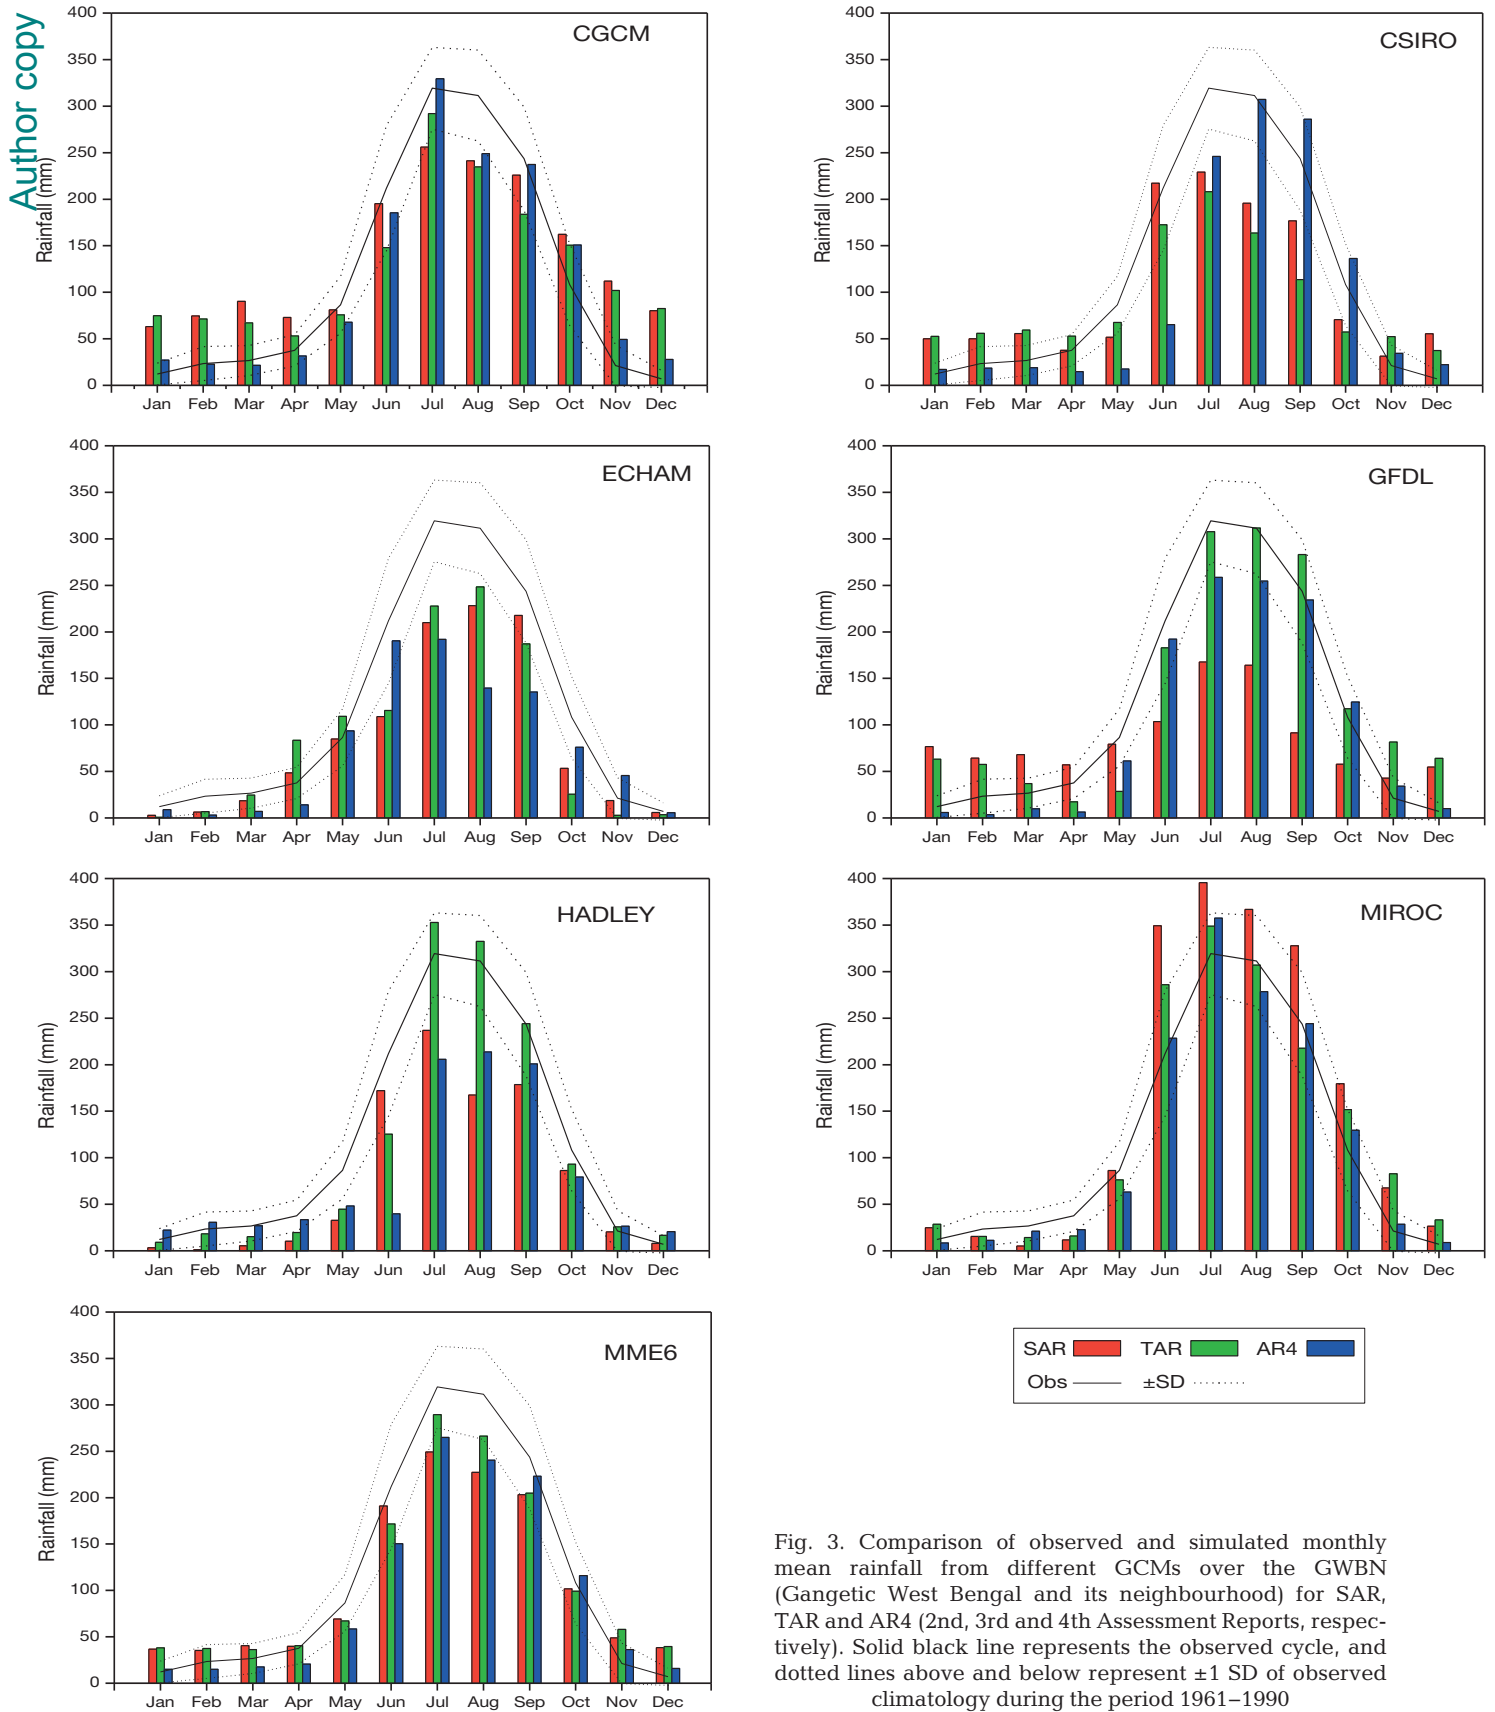 Author copy
CGCM
Rainfall (mm)
400
350
300
250
200
150
100
50
0
Jan Feb Mar Apr May Jun Jul Aug Sep Oct Nov Dec
CSIRO
Rainfall (mm)
400
350
300
250
200
150
100
50
0
Jan Feb Mar Apr May Jun Jul Aug Sep Oct Nov Dec
ECHAM
Rainfall (mm)
400
350
300
250
200
150
100
50
0
Jan Feb Mar Apr May Jun Jul Aug Sep Oct Nov Dec
GFDL
Rainfall (mm)
400
350
300
250
200
150
100
50
0
Jan Feb Mar Apr May Jun Jul Aug Sep Oct Nov Dec
HADLEY
Rainfall (mm)
400
350
300
250
200
150
100
50
0
Jan Feb Mar Apr May Jun Jul Aug Sep Oct Nov Dec
MIROC
Rainfall (mm)
400
350
300
250
200
150
100
50
0
Jan Feb Mar Apr May Jun Jul Aug Sep Oct Nov Dec
MME6
Rainfall (mm)
400
350
300
250
200
150
100
50
0
Jan Feb Mar Apr May Jun Jul Aug Sep Oct Nov Dec
SAR TAR AR4
Obs ±SD
Fig. 3. Comparison of observed and simulated monthly
mean rainfall from different GCMs over the GWBN
(Gangetic West Bengal and its neighbourhood) for SAR,
TAR and AR4 (2nd, 3rd and 4th Assessment Reports, respec-
tively). Solid black line represents the observed cycle, and
dotted lines above and below represent ±1 SD of observed
climatology during the period 1961–1990